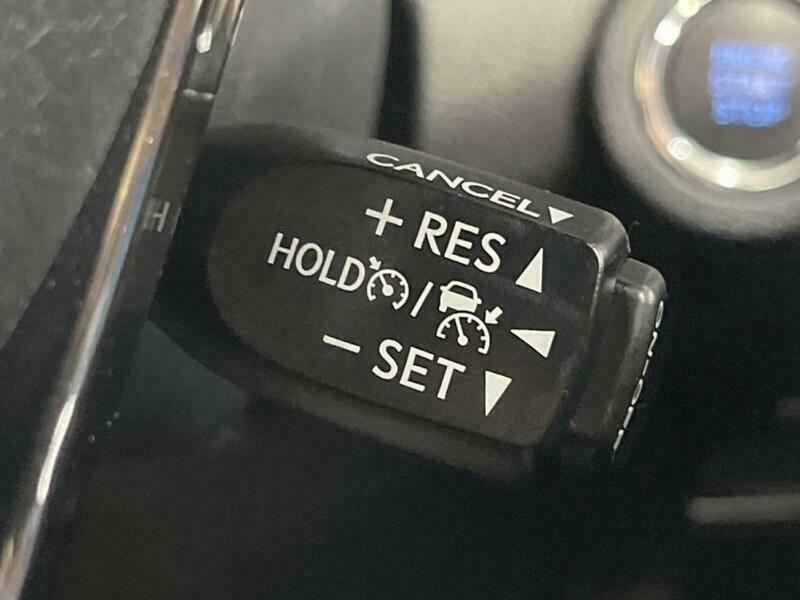 CANCEL▼
+ RES ▲
HOLD / ◀
− SET ▼
H